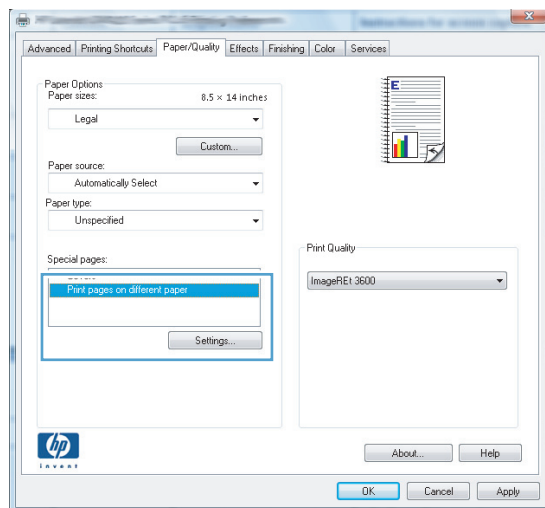 Advanced Printing Shortcuts Paper/Quality Effects Finishing Color Services
Paper Options
Paper sizes: 8.5 × 14 inches
Legal
Custom...
Paper source:
Automatically Select
Paper type:
Unspecified
Special pages:
Print pages on different paper
Settings...
E
Print Quality
ImageREt 3600
hp
invent
About... Help
OK Cancel Apply